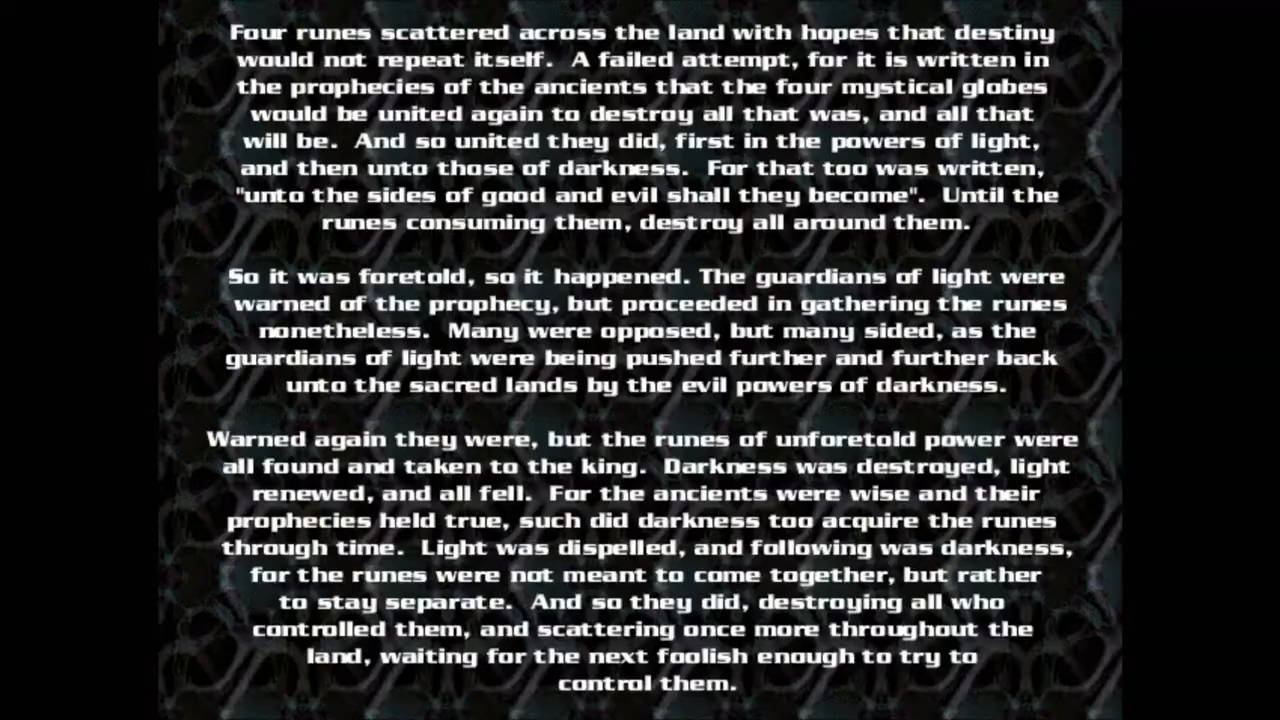 Four runes scattered across the land with hopes that destiny
would not repeat itself.  A failed attempt, for it is written in
the prophecies of the ancients that the four mystical globes
would be united again to destroy all that was, and all that
will be.  And so united they did, first in the powers of light,
and then unto those of darkness.  For that too was written,
"unto the sides of good and evil shall they become".  Until the
runes consuming them, destroy all around them.
So it was foretold, so it happened. The guardians of light were
warned of the prophecy, but proceeded in gathering the runes
nonetheless.  Many were opposed, but many sided, as the
guardians of light were being pushed further and further back
unto the sacred lands by the evil powers of darkness.
Warned again they were, but the runes of unforetold power were
all found and taken to the king.  Darkness was destroyed, light
renewed, and all fell.  For the ancients were wise and their
prophecies held true, such did darkness too acquire the runes
through time.  Light was dispelled, and following was darkness,
for the runes were not meant to come together, but rather
to stay separate.  And so they did, destroying all who
controlled them, and scattering once more throughout the
land, waiting for the next foolish enough to try to
control them.